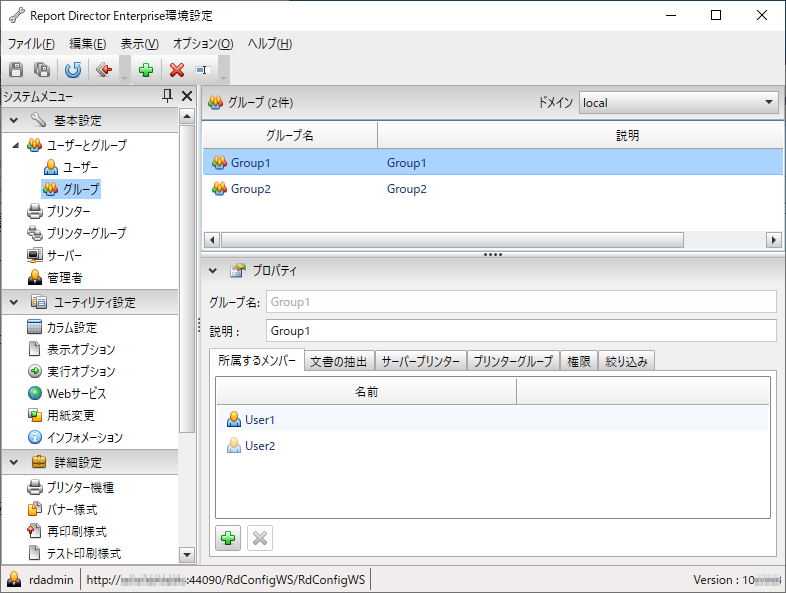 Report Director Enterprise環境設定
ファイル(F) 編集(E) 表示(V) オプション(O) ヘルプ(H)
システムメニュー
基本設定
ユーザーとグループ
ユーザー
グループ
プリンター
プリンターグループ
サーバー
管理者
ユーティリティ設定
カラム設定
表示オプション
実行オプション
Webサービス
用紙変更
インフォメーション
詳細設定
プリンター機種
バナー様式
再印刷様式
テスト印刷様式
グループ (2件)
ドメイン local
グループ名 説明
Group1 Group1
Group2 Group2
プロパティ
グループ名: Group1
説明 : Group1
所属するメンバー 文書の抽出 サーバープリンター プリンターグループ 権限 絞り込み
名前
User1
User2
rdadmin http:// :44090/RdConfigWS/RdConfigWS Version : 10